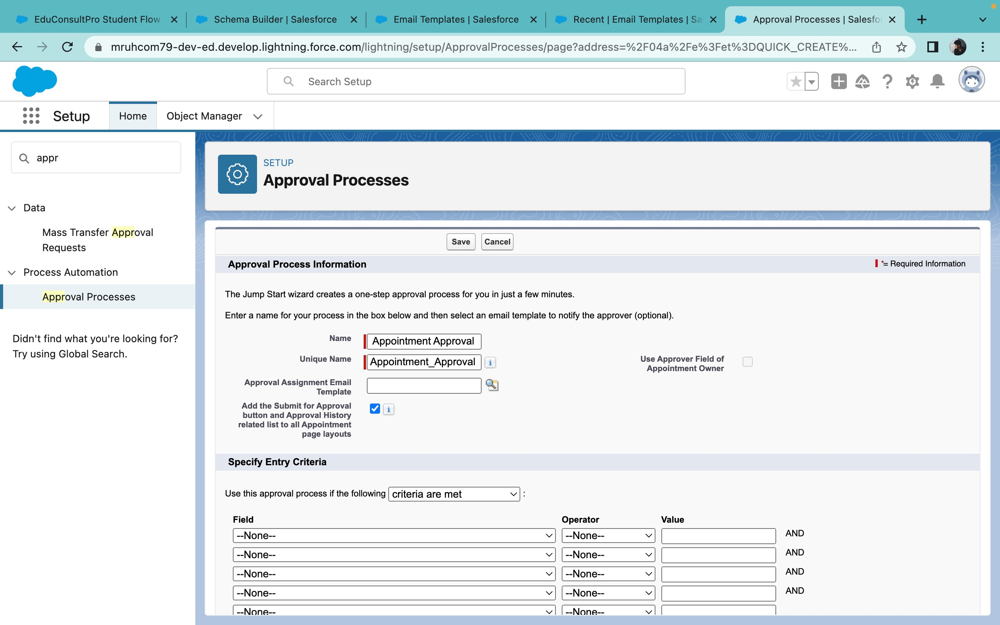 EduConsultPro Student Flow
Schema Builder | Salesforce
Email Templates | Salesforce
Recent | Email Templates | Sa
Approval Processes | Salesfo
mruhcom79-dev-ed.develop.lightning.force.com/lightning/setup/ApprovalProcesses/page?address=%2F04a%2Fe%3Fet%3DQUICK_CREATE%...
Search Setup
Setup
Home
Object Manager
appr
Data
Mass Transfer Approval
Requests
Process Automation
Approval Processes
Didn't find what you're looking for?
Try using Global Search.
SETUP
Approval Processes
Save
Cancel
Approval Process Information
*= Required Information
The Jump Start wizard creates a one-step approval process for you in just a few minutes.
Enter a name for your process in the box below and then select an email template to notify the approver (optional).
Name
Appointment Approval
Unique Name
Appointment_Approval
Use Approver Field of
Appointment Owner
Approval Assignment Email
Template
Add the Submit for Approval
button and Approval History
related list to all Appointment
page layouts
Specify Entry Criteria
Use this approval process if the following criteria are met :
Field Operator Value
--None-- --None-- AND
--None-- --None-- AND
--None-- --None-- AND
--None-- --None-- AND
--None-- --None--